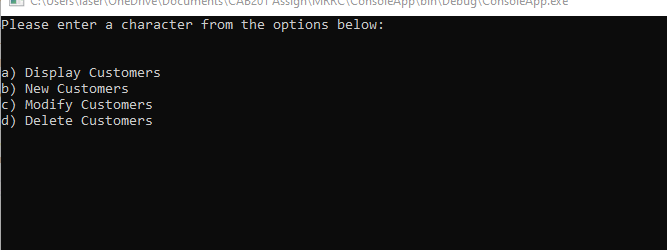 C:\Users\laser\OneDrive\Documents\CAB201 Assign\MRRC\ConsoleApp\bin\Debug\ConsoleApp.exe
Please enter a character from the options below:
a) Display Customers
b) New Customers
c) Modify Customers
d) Delete Customers